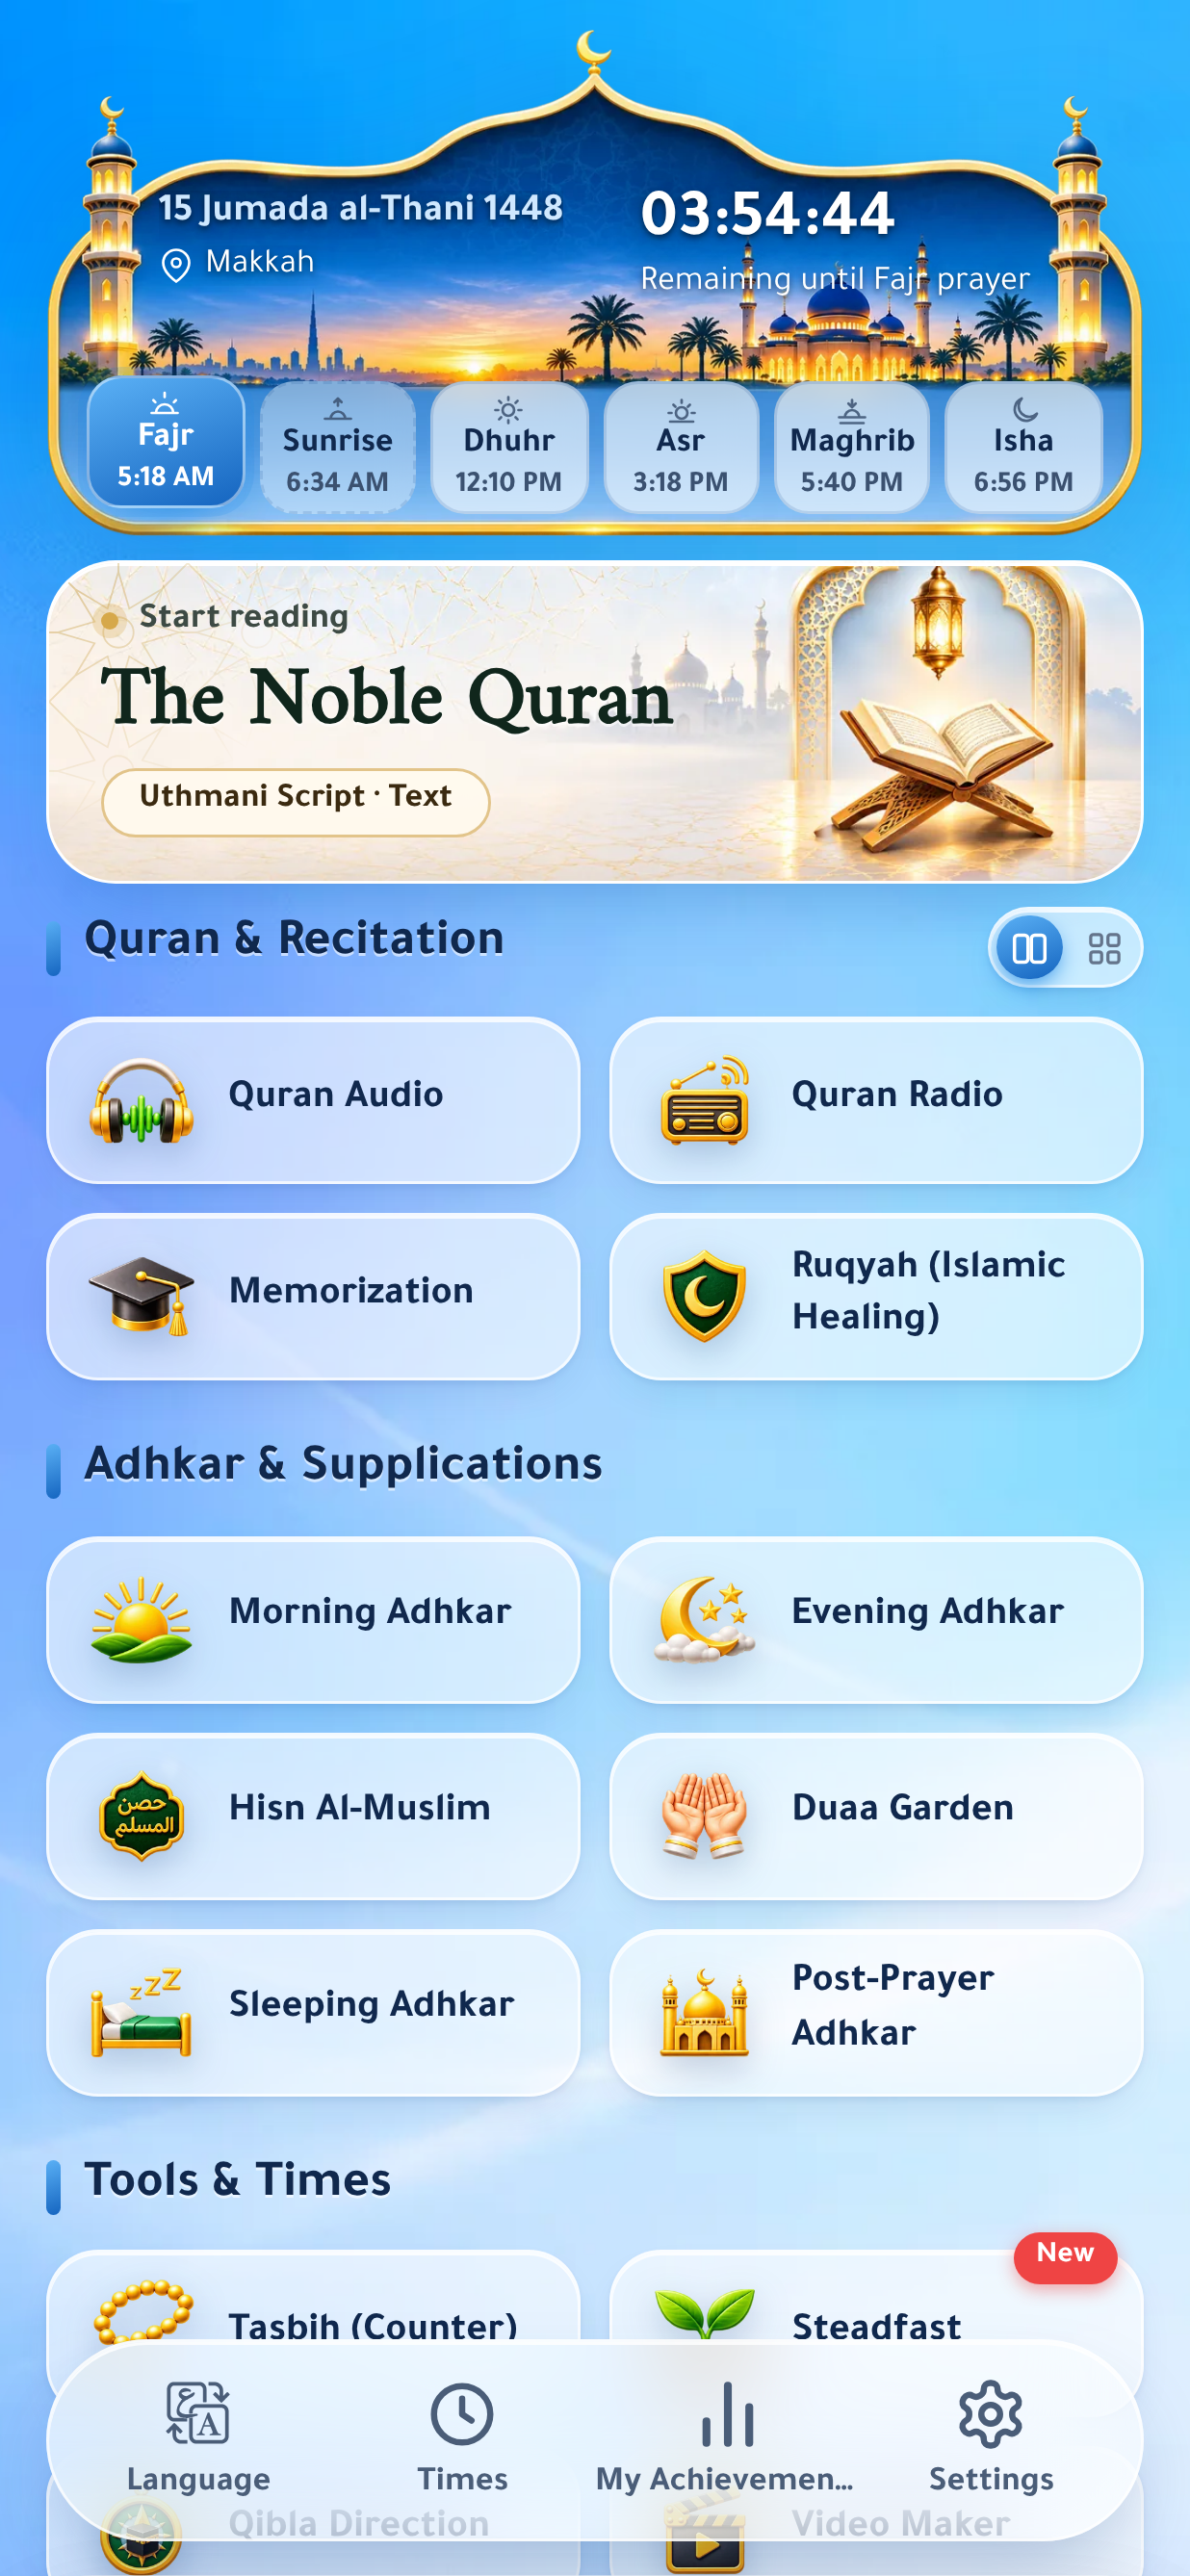 15 Jumada al-Thani 1448
Makkah
03:54:44
Remaining until Fajr prayer
Fajr
5:18 AM
Sunrise
6:34 AM
Dhuhr
12:10 PM
Asr
3:18 PM
Maghrib
5:40 PM
Isha
6:56 PM
Start reading
The Noble Quran
Uthmani Script · Text
Quran & Recitation
Quran Audio
Quran Radio
Memorization
Ruqyah (Islamic
Healing)
Adhkar & Supplications
Morning Adhkar
Evening Adhkar
حصن
المسلم
Hisn Al-Muslim
Duaa Garden
zzZ
Sleeping Adhkar
Post-Prayer
Adhkar
Tools & Times
Tasbih (Counter)
New
Steadfast
ع
A
Language
Times
My Achievemen...
Settings
Qibla Direction
Video Maker